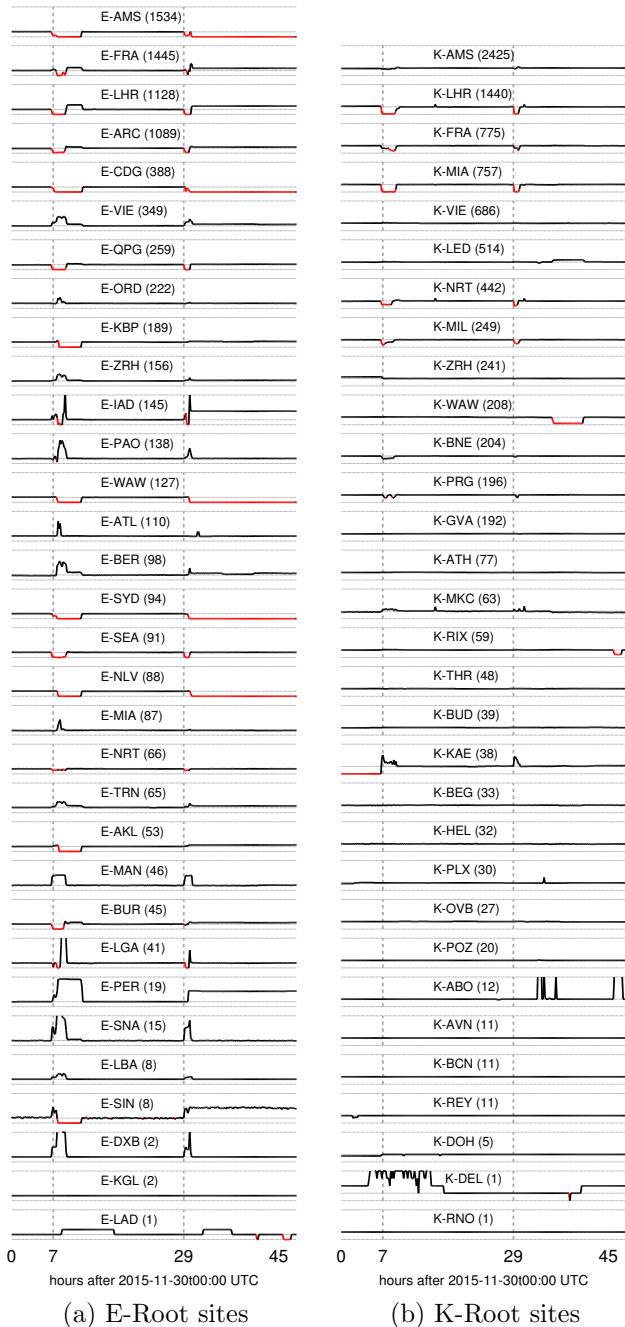 E-AMS (1534)
E-FRA (1445)
E-LHR (1128)
E-ARC (1089)
E-CDG (388)
E-VIE (349)
E-QPG (259)
E-ORD (222)
E-KBP (189)
E-ZRH (156)
E-IAD (145)
E-PAO (138)
E-WAW (127)
E-ATL (110)
E-BER (98)
E-SYD (94)
E-SEA (91)
E-NLV (88)
E-MIA (87)
E-NRT (66)
E-TRN (65)
E-AKL (53)
E-MAN (46)
E-BUR (45)
E-LGA (41)
E-PER (19)
E-SNA (15)
E-LBA (8)
E-SIN (8)
E-DXB (2)
E-KGL (2)
E-LAD (1)
0 7 29 45
hours after 2015-11-30t00:00 UTC
(a) E-Root sites
K-AMS (2425)
K-LHR (1440)
K-FRA (775)
K-MIA (757)
K-VIE (686)
K-LED (514)
K-NRT (442)
K-MIL (249)
K-ZRH (241)
K-WAW (208)
K-BNE (204)
K-PRG (196)
K-GVA (192)
K-ATH (77)
K-MKC (63)
K-RIX (59)
K-THR (48)
K-BUD (39)
K-KAE (38)
K-BEG (33)
K-HEL (32)
K-PLX (30)
K-OVB (27)
K-POZ (20)
K-ABO (12)
K-AVN (11)
K-BCN (11)
K-REY (11)
K-DOH (5)
K-DEL (1)
K-RNO (1)
0 7 29 45
hours after 2015-11-30t00:00 UTC
(b) K-Root sites